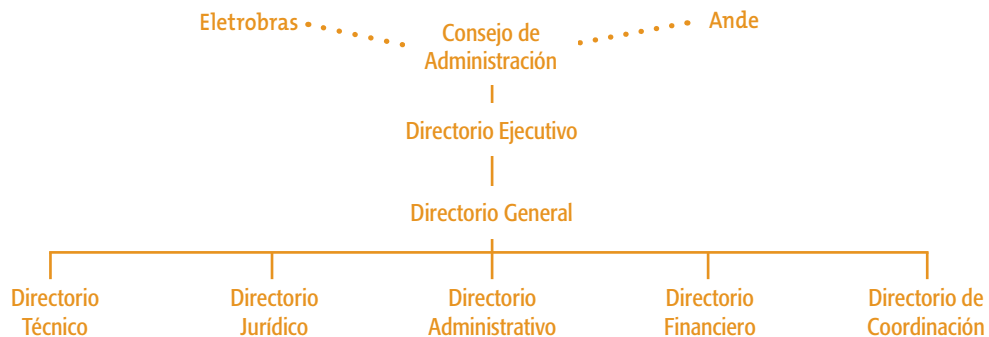 Eletrobras
Ande
Consejo de
Administración
Directorio Ejecutivo
Directorio General
Directorio
Técnico
Directorio
Jurídico
Directorio
Administrativo
Directorio
Financiero
Directorio de
Coordinación